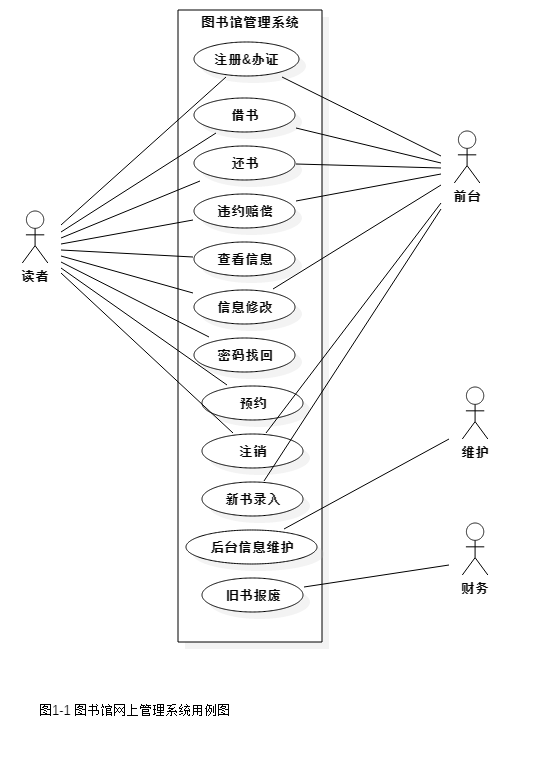 图书馆管理系统
注册&办证
借书
还书
违约赔偿
查看信息
信息修改
密码找回
预约
注销
新书录入
后台信息维护
旧书报废
读者
前台
维护
财务
图1-1 图书馆网上管理系统用例图